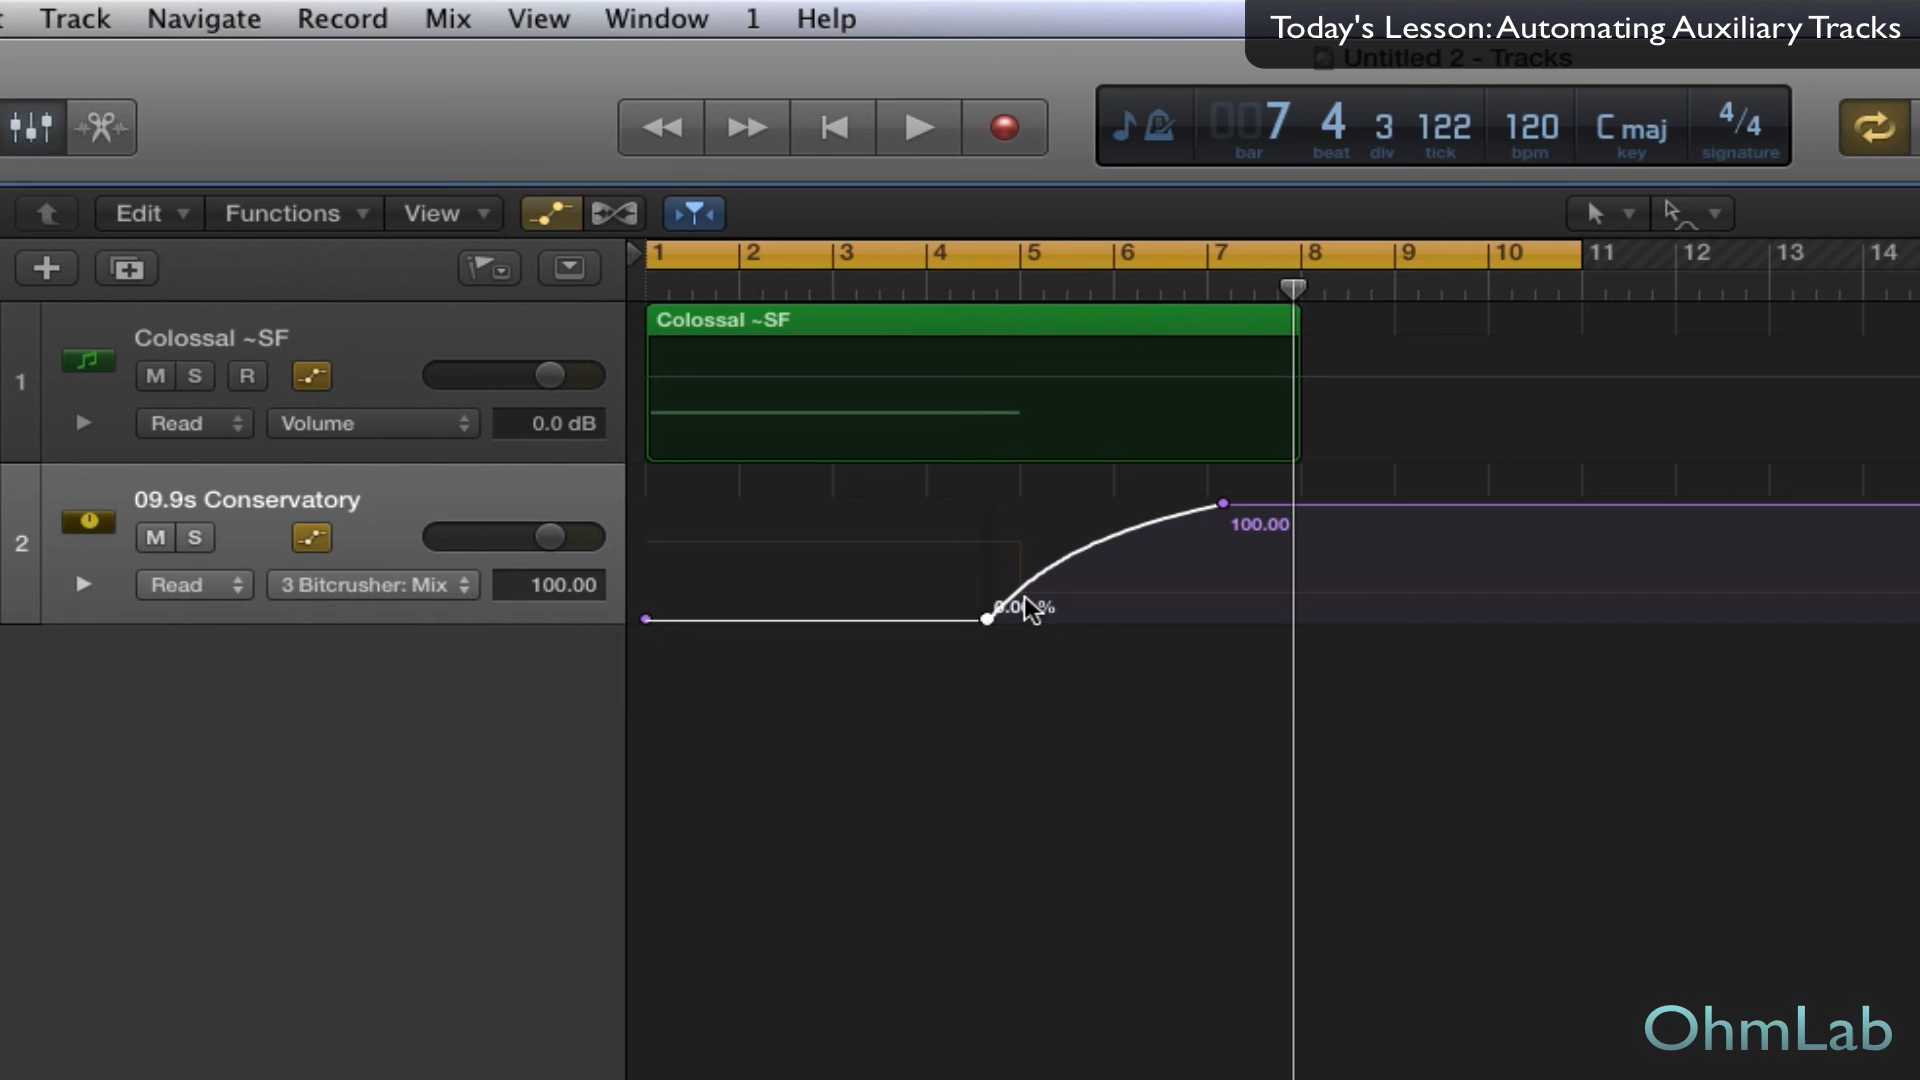 Track Navigate Record Mix View Window 1 Help
Today's Lesson: Automating Auxiliary Tracks
Untitled 2 - Tracks
007 4 3 122 120 C maj 4/4
bar beat div tick bpm key signature
Edit Functions View
1 2 3 4 5 6 7 8 9 10 11 12 13 14
Colossal ~SF
1
Colossal ~SF
M S R
Read Volume 0.0 dB
2
09.9s Conservatory
M S
Read 3 Bitcrusher: Mix 100.00
100.00
OhmLab